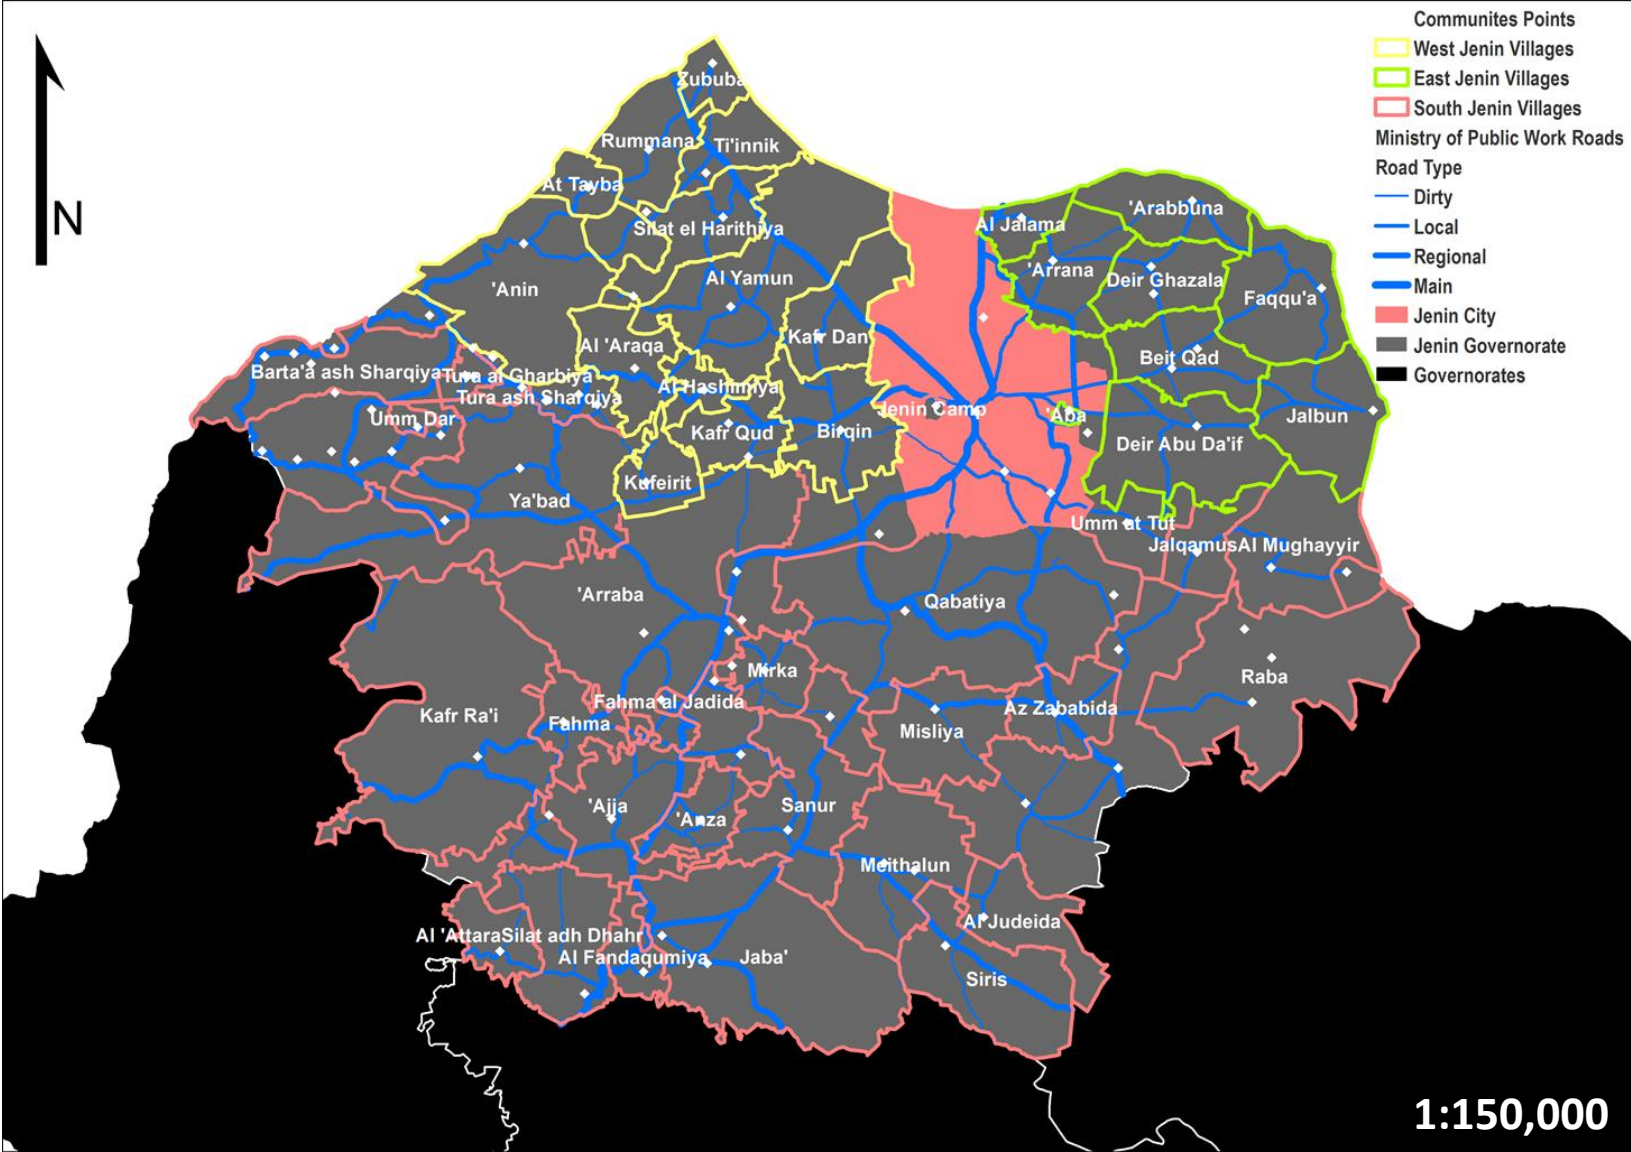 Communites Points
West Jenin Villages
East Jenin Villages
South Jenin Villages
Ministry of Public Work Roads
Road Type
Dirty
Local
Regional
Main
Jenin City
Jenin Governorate
Governorates
N
Zububa
Rummana
Ti'innik
At Tayba
Silat el Harithiya
Al Jalama
'Arabbuna
'Arrana
Deir Ghazala
Faqqu'a
'Anin
Al Yamun
Kafr Dan
Al 'Araqa
Beit Qad
Barta'a ash Sharqiya
Tura al Gharbiya
Tura ash Sharqiya
Al Hashimiya
Umm Dar
Kafr Qud
Birqin
Jenin Camp
'Aba
Jalbun
Deir Abu Da'if
Kufeirit
Ya'bad
Umm at Tut
Jalqamus
Al Mughayyir
'Arraba
Qabatiya
Mirka
Raba
Fahma al Jadida
Fahma
Kafr Ra'i
Misliya
Az Zababida
'Ajja
'Anza
Sanur
Meithalun
Al Judeida
Al 'Attara
Silat adh Dhahr
Al Fandaqumiya
Jaba'
Siris
1:150,000